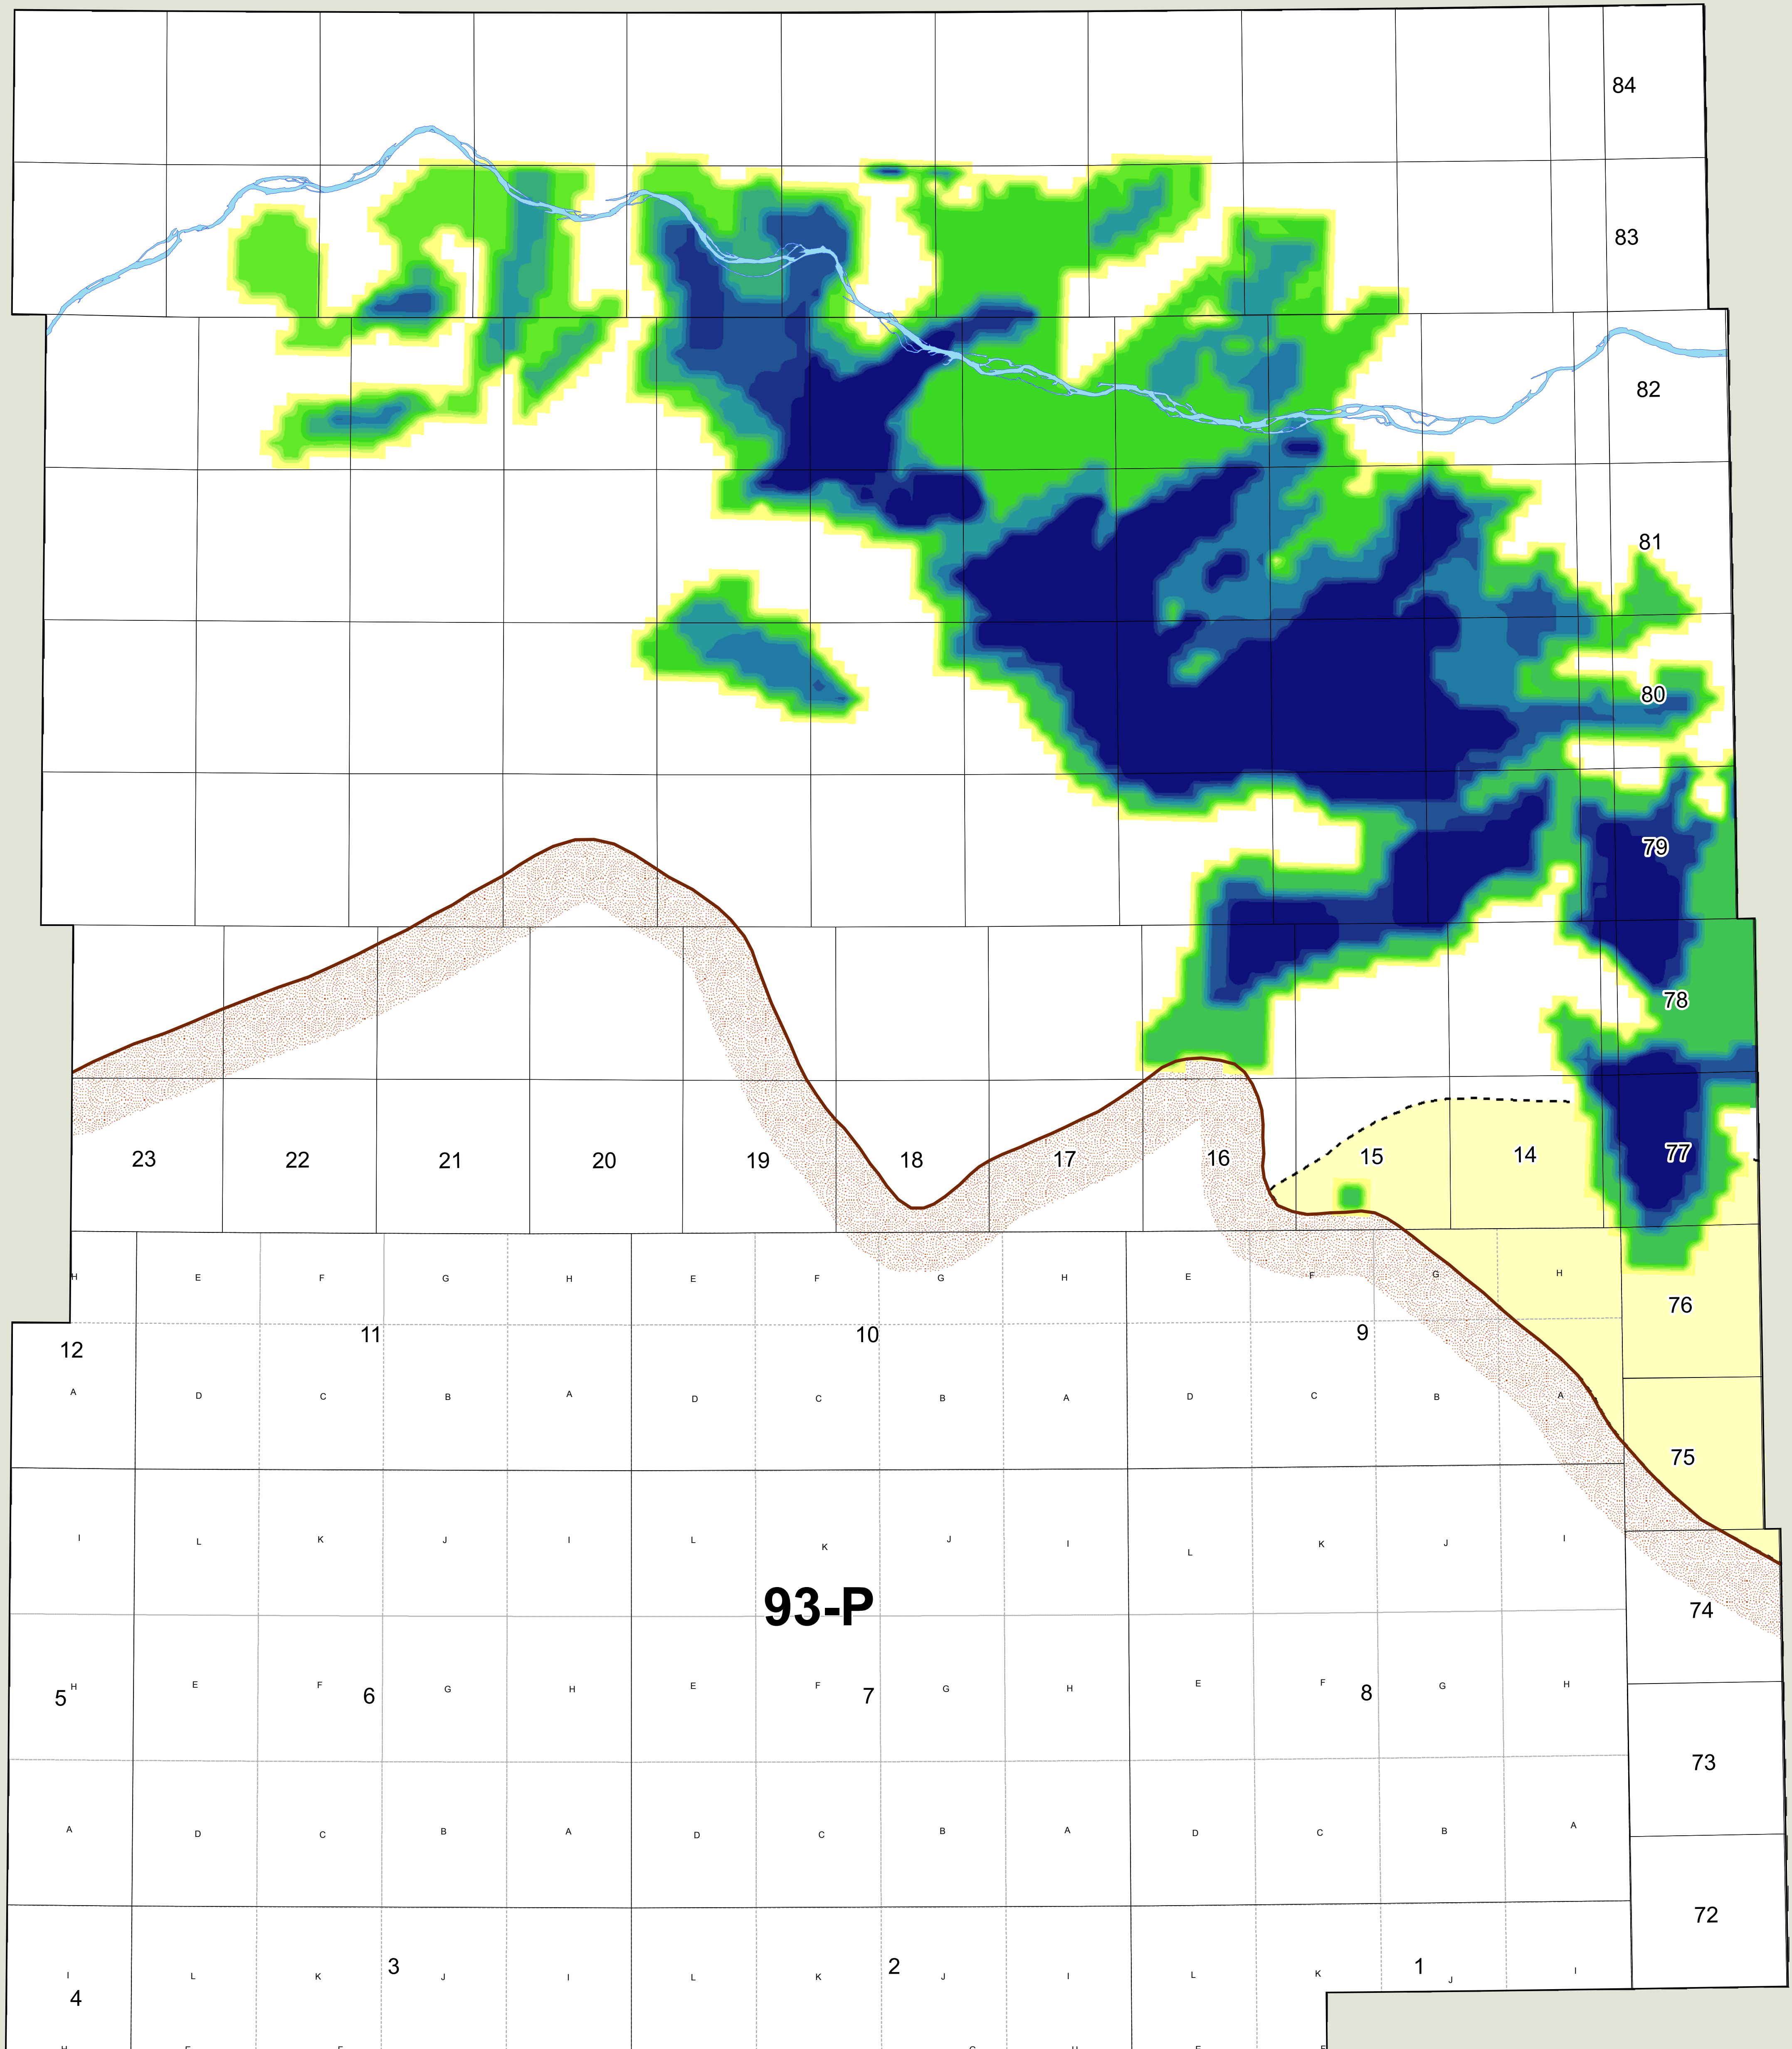 84
83
82
81
80
79
78
23 22 21 20 19 18 17 16 15 14 77
H E F G H E F G H E F G H
76
12 11 10 9
A D C B A D C B A D C B A
75
I L K J I L K J I L K J I
93-P
74
H E F G H E F G H E F G H
5 6 7 8
73
A D C B A D C B A D C B A
72
I L K J I L K J I L K J I
4 3 2 1